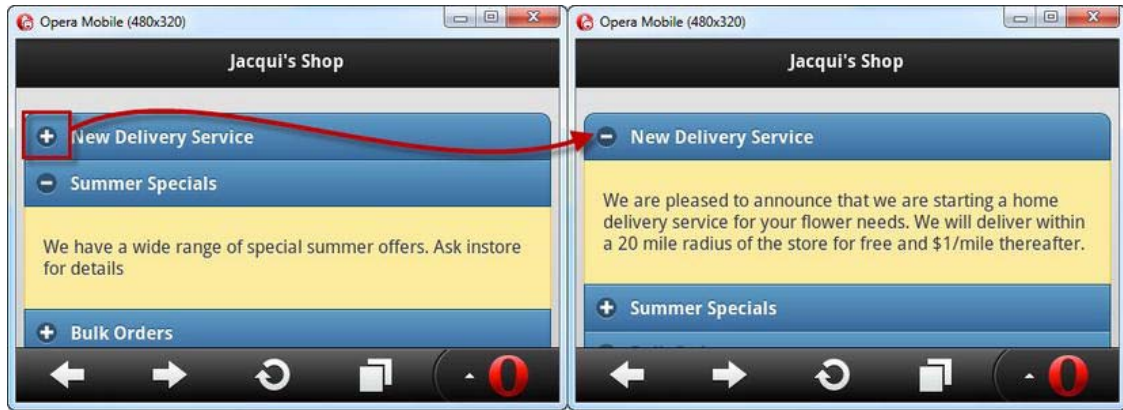 Opera Mobile (480x320)
Jacqui's Shop
New Delivery Service
Summer Specials
We have a wide range of special summer offers. Ask instore
for details
Bulk Orders
Opera Mobile (480x320)
Jacqui's Shop
New Delivery Service
We are pleased to announce that we are starting a home
delivery service for your flower needs. We will deliver within
a 20 mile radius of the store for free and $1/mile thereafter.
Summer Specials